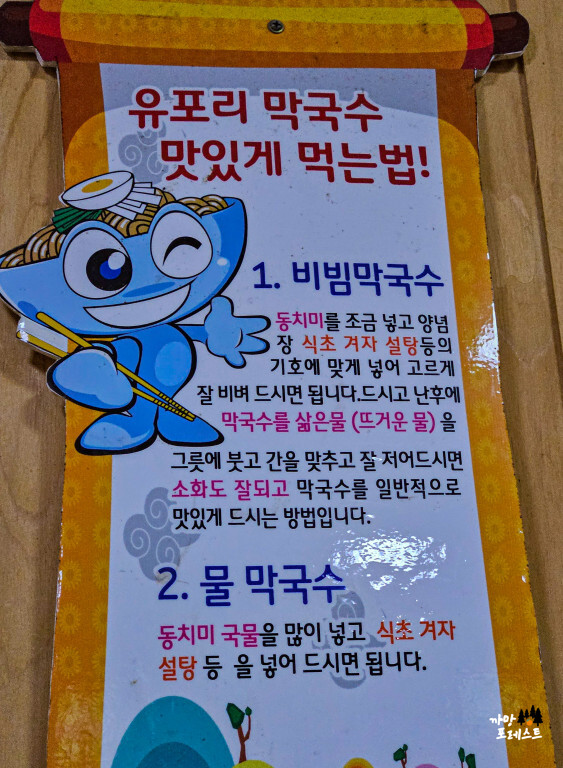 유포리 막국수
맛있게 먹는법!
1. 비빔막국수
동치미를 조금 넣고 양념
장 식초 겨자 설탕등의
기호에 맞게 넣어 고르게
잘 비벼 드시면 됩니다.드시고 난후에
막국수를 삶은물 (뜨거운 물) 을
그릇에 붓고 간을 맞추고 잘 저어드시면
소화도 잘되고 막국수를 일반적으로
맛있게 드시는 방법입니다.
2. 물 막국수
동치미 국물을 많이 넣고 식초 겨자
설탕 등 을 넣어 드시면 됩니다.
까망
포레스트